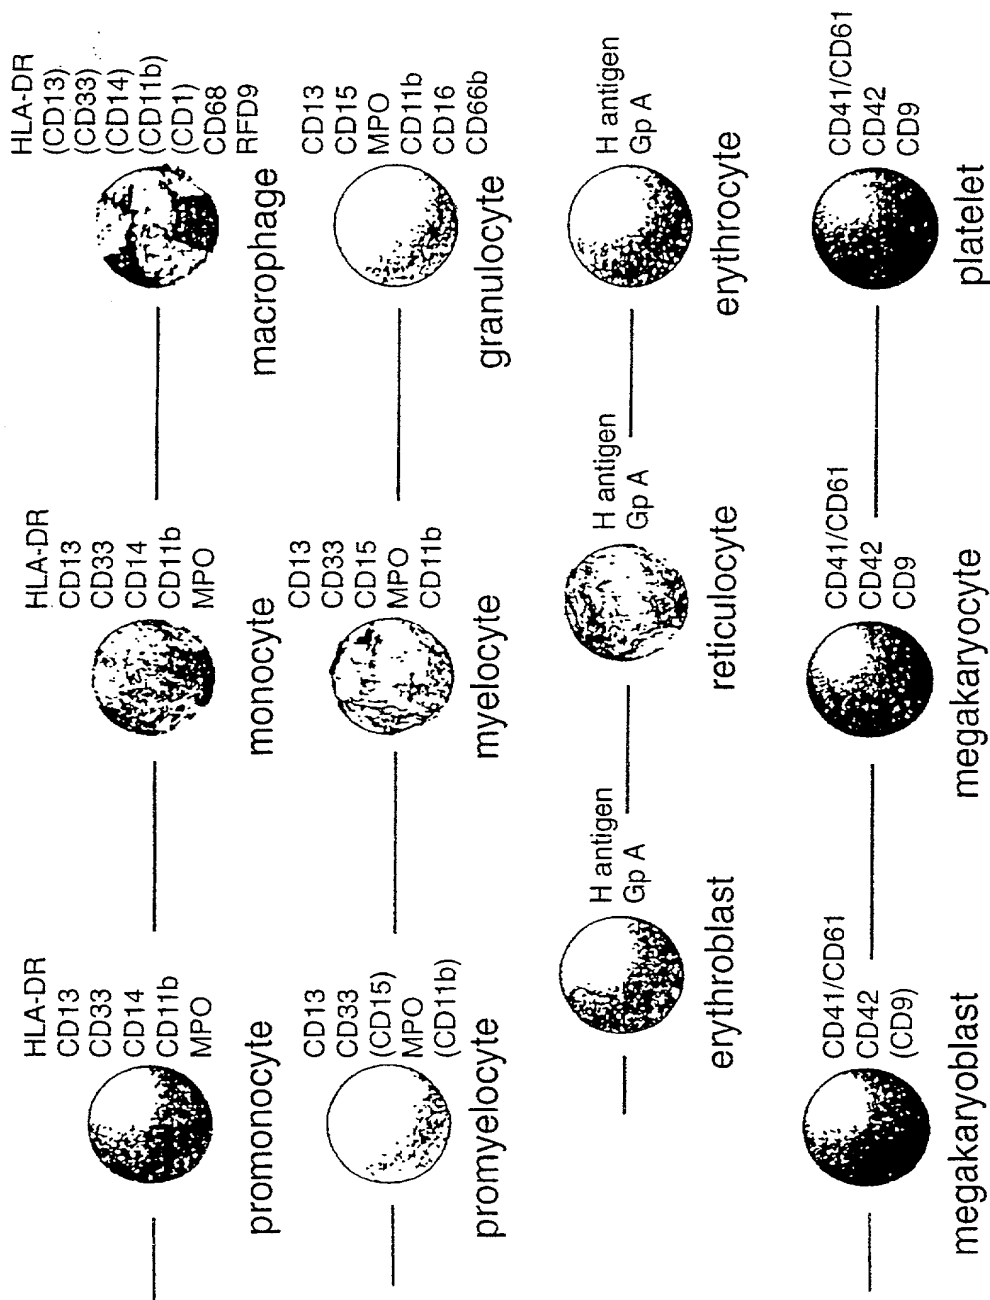 HLA-DR
CD13
CD33
CD14
CD11b
MPO
promonocyte
HLA-DR
CD13
CD33
CD14
CD11b
MPO
monocyte
HLA-DR
(CD13)
(CD33)
(CD14)
(CD11b)
(CD1)
CD68
RFD9
macrophage
CD13
CD33
(CD15)
MPO
(CD11b)
promyelocyte
CD13
CD33
CD15
MPO
CD11b
myelocyte
CD13
CD15
MPO
CD11b
CD16
CD66b
granulocyte
H antigen
Gp A
erythroblast
H antigen
Gp A
reticulocyte
H antigen
Gp A
erythrocyte
CD41/CD61
CD42
(CD9)
megakaryoblast
CD41/CD61
CD42
CD9
megakaryocyte
CD41/CD61
CD42
CD9
platelet